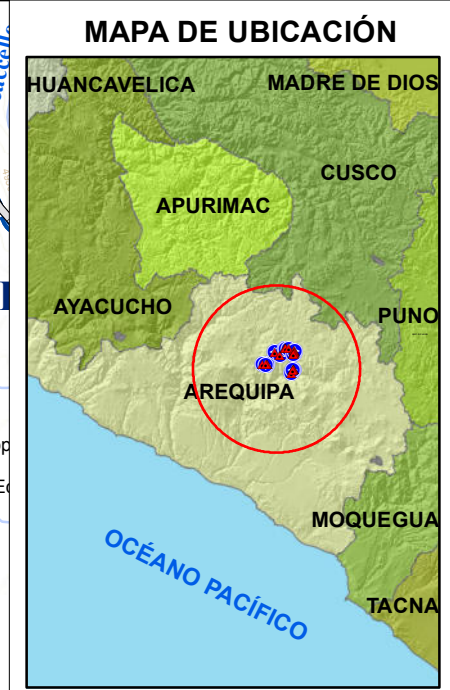 MAPA DE UBICACIÓN
HUANCAVELICA
MADRE DE DIOS
CUSCO
APURIMAC
AYACUCHO
PUNO
AREQUIPA
MOQUEGUA
OCÉANO PACÍFICO
TACNA